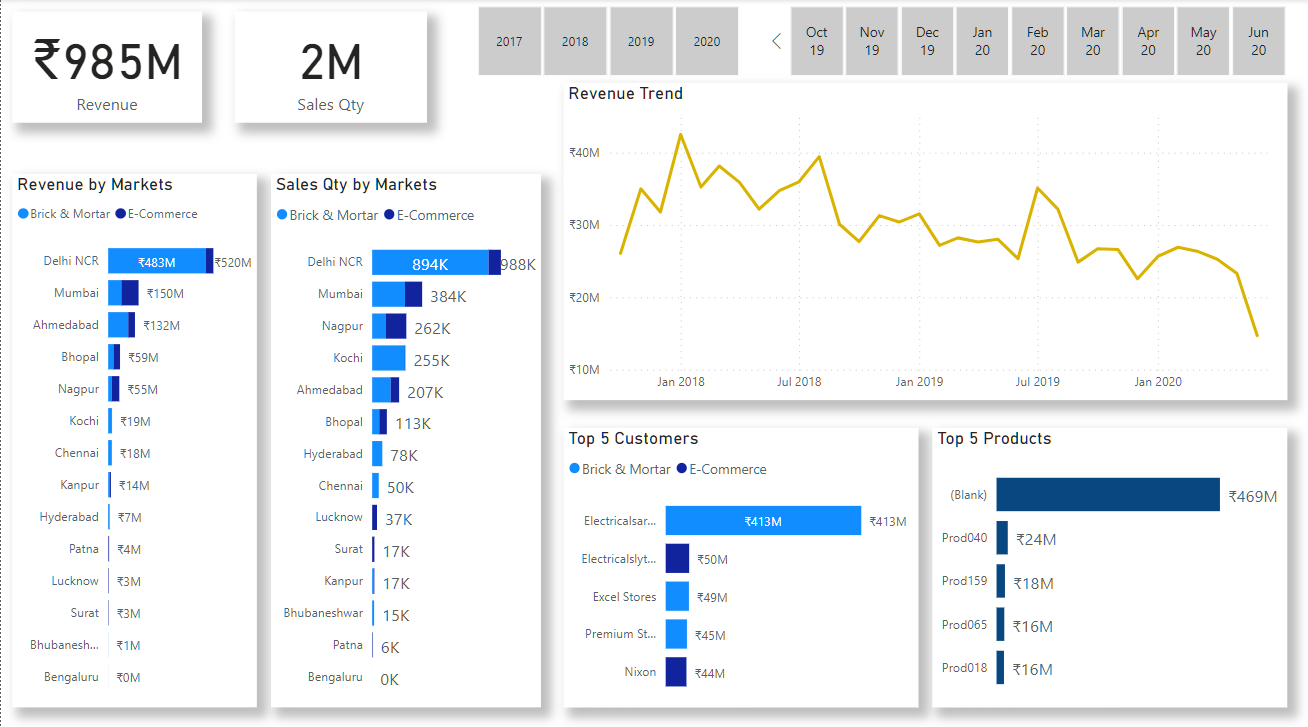 ₹985M
Revenue
2M
Sales Qty
2017 2018 2019 2020
Oct 19 Nov 19 Dec 19 Jan 20 Feb 20 Mar 20 Apr 20 May 20 Jun 20
Revenue by Markets
Brick & Mortar E-Commerce
Delhi NCR ₹483M ₹520M
Mumbai ₹150M
Ahmedabad ₹132M
Bhopal ₹59M
Nagpur ₹55M
Kochi ₹19M
Chennai ₹18M
Kanpur ₹14M
Hyderabad ₹7M
Patna ₹4M
Lucknow ₹3M
Surat ₹3M
Bhubanesh... ₹1M
Bengaluru ₹0M
Sales Qty by Markets
Brick & Mortar E-Commerce
Delhi NCR 894K 988K
Mumbai 384K
Nagpur 262K
Kochi 255K
Ahmedabad 207K
Bhopal 113K
Hyderabad 78K
Chennai 50K
Lucknow 37K
Surat 17K
Kanpur 17K
Bhubaneshwar 15K
Patna 6K
Bengaluru 0K
Revenue Trend
₹40M
₹30M
₹20M
₹10M
Jan 2018 Jul 2018 Jan 2019 Jul 2019 Jan 2020
Top 5 Customers
Brick & Mortar E-Commerce
Electricalsar... ₹413M ₹413M
Electricalslyt... ₹50M
Excel Stores ₹49M
Premium St... ₹45M
Nixon ₹44M
Top 5 Products
(Blank) ₹469M
Prod040 ₹24M
Prod159 ₹18M
Prod065 ₹16M
Prod018 ₹16M